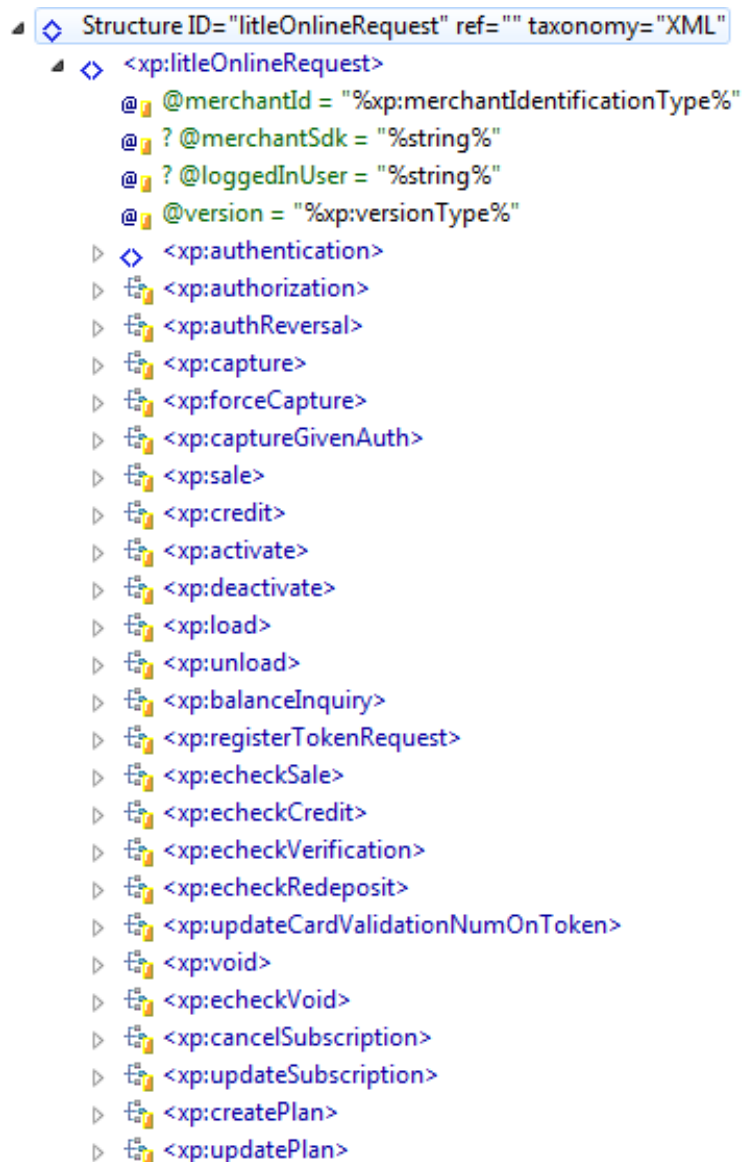 Structure ID="litleOnlineRequest" ref="" taxonomy="XML"
<xp:litleOnlineRequest>
@merchantId = "%xp:merchantIdentificationType%"
? @merchantSdk = "%string%"
? @loggedInUser = "%string%"
@version = "%xp:versionType%"
<xp:authentication>
<xp:authorization>
<xp:authReversal>
<xp:capture>
<xp:forceCapture>
<xp:captureGivenAuth>
<xp:sale>
<xp:credit>
<xp:activate>
<xp:deactivate>
<xp:load>
<xp:unload>
<xp:balanceInquiry>
<xp:registerTokenRequest>
<xp:echeckSale>
<xp:echeckCredit>
<xp:echeckVerification>
<xp:echeckRedeposit>
<xp:updateCardValidationNumOnToken>
<xp:void>
<xp:echeckVoid>
<xp:cancelSubscription>
<xp:updateSubscription>
<xp:createPlan>
<xp:updatePlan>